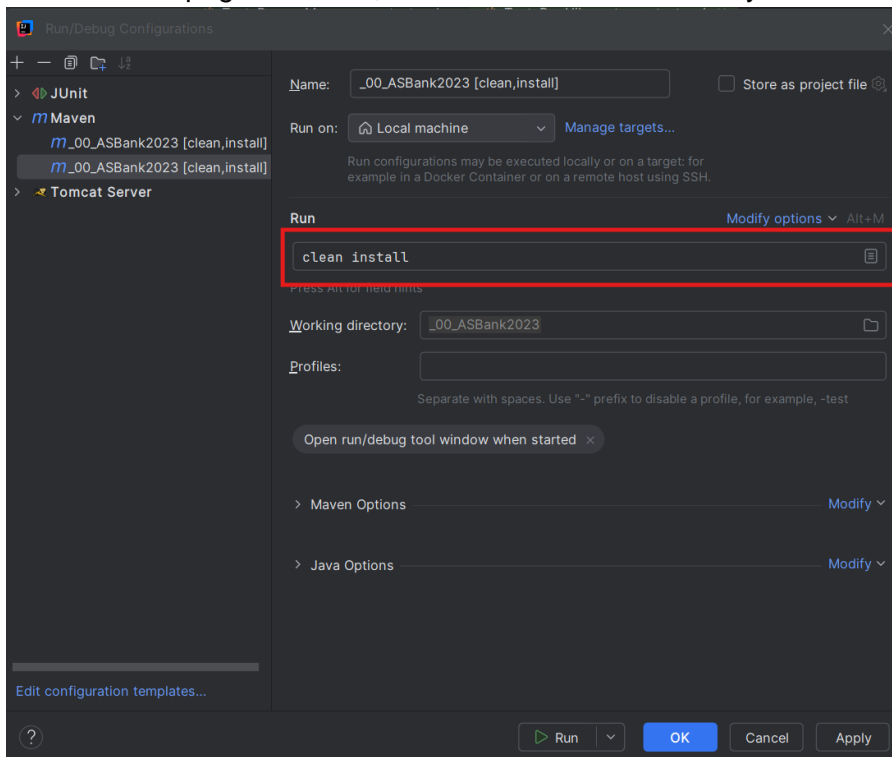 Run/Debug Configurations
JUnit
Maven
_00_ASBank2023 [clean,install]
_00_ASBank2023 [clean,install]
Tomcat Server
Edit configuration templates...
Name: _00_ASBank2023 [clean,install]
Store as project file
Run on: Local machine
Manage targets...
Run configurations may be executed locally or on a target: for
example in a Docker Container or on a remote host using SSH.
Run
Modify options Alt+M
clean install
Press Alt for field hints
Working directory: _00_ASBank2023
Profiles:
Separate with spaces. Use "-" prefix to disable a profile, for example, -test
Open run/debug tool window when started ×
Maven Options
Modify
Java Options
Modify
?
Run
OK
Cancel
Apply